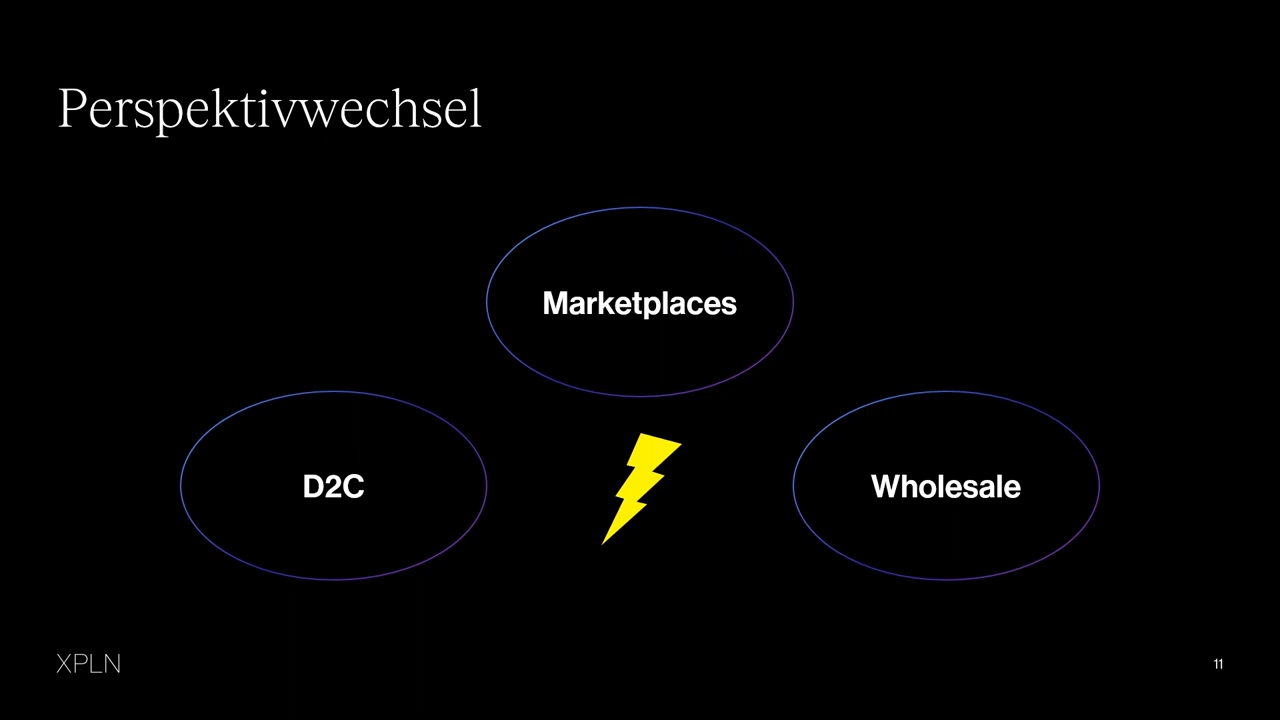 Perspektivwechsel
Marketplaces
D2C
Wholesale
XPLN
11